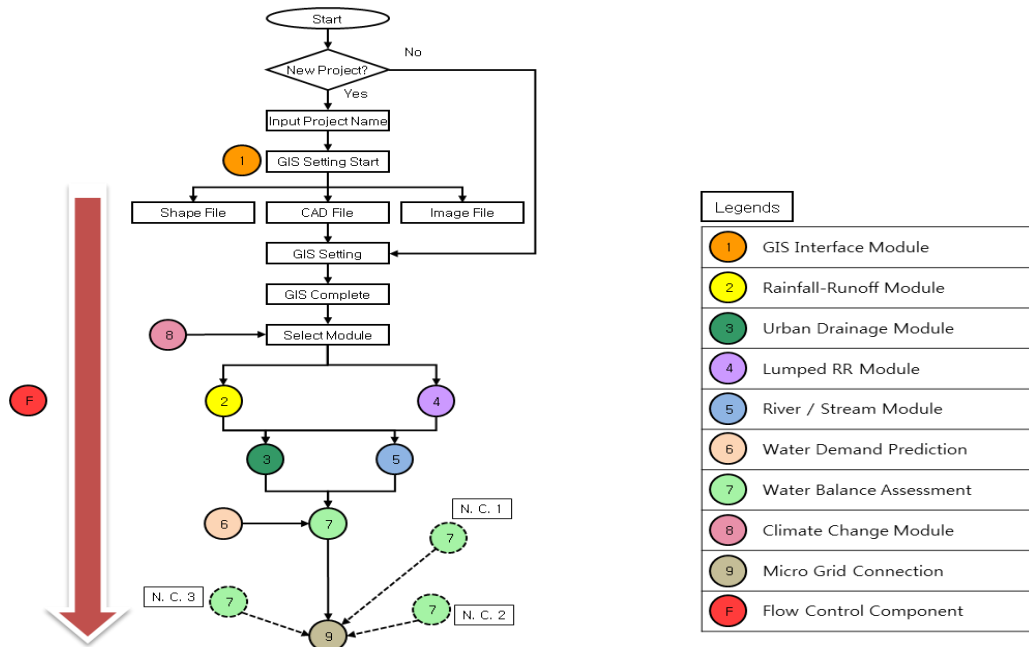 Start
No
New Project?
Yes
Input Project Name
1
GIS Setting Start
Shape File
CAD File
Image File
GIS Setting
GIS Complete
8
Select Module
F
2
4
3
5
N. C. 1
6
7
7
N. C. 3
7
7
N. C. 2
9
Legends
1 GIS Interface Module
2 Rainfall-Runoff Module
3 Urban Drainage Module
4 Lumped RR Module
5 River / Stream Module
6 Water Demand Prediction
7 Water Balance Assessment
8 Climate Change Module
9 Micro Grid Connection
F Flow Control Component